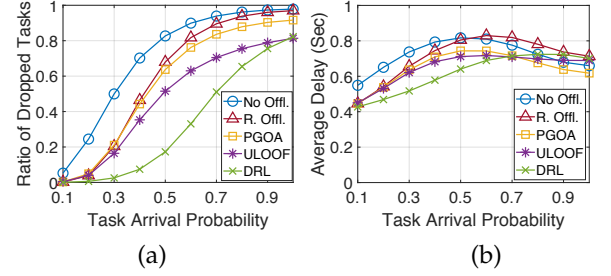 Ratio of Dropped Tasks
1
0.8
0.6
0.4
0.2
0
0.1 0.3 0.5 0.7 0.9
Task Arrival Probability
No Offl.
R. Offl.
PGOA
ULOOF
DRL
(a)
Average Delay (Sec)
1
0.8
0.6
0.4
0.2
0
0.1 0.3 0.5 0.7 0.9
Task Arrival Probability
No Offl.
R. Offl.
PGOA
ULOOF
DRL
(b)